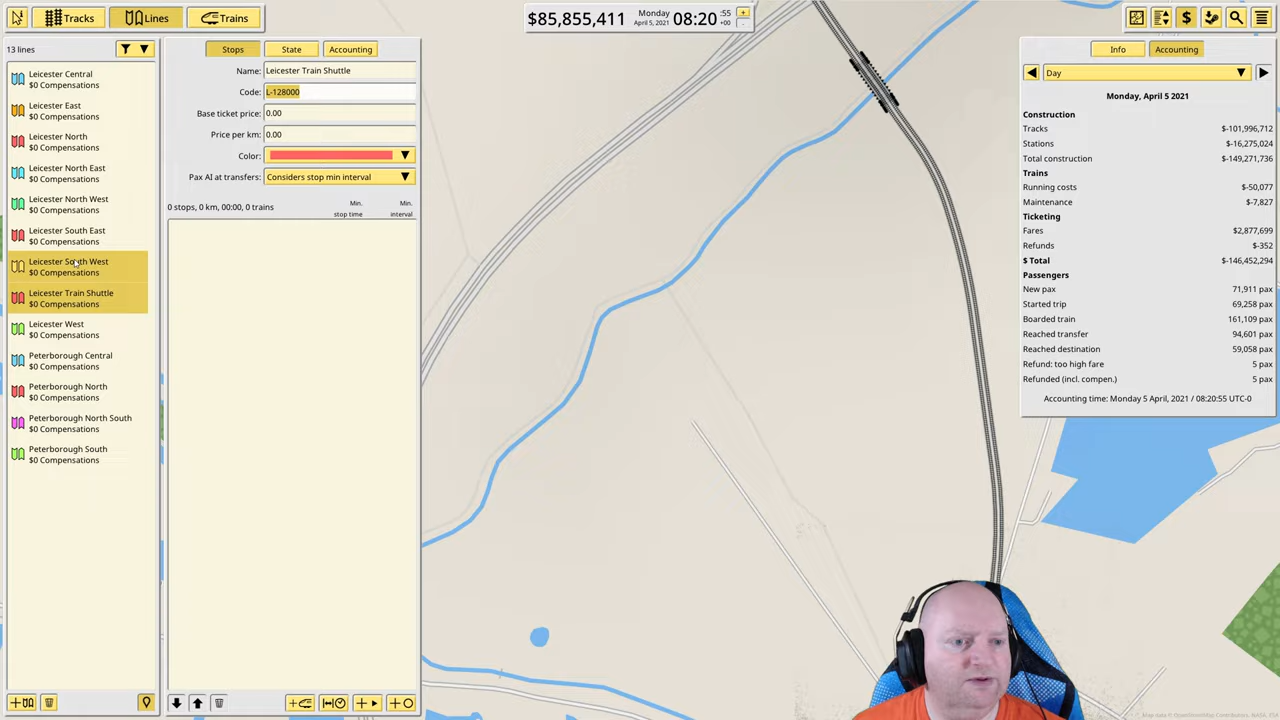 Tracks
Lines
Trains
$85,855,411
Monday
April 5, 2021
08:20
:55
+00
13 lines
Leicester Central
$0 Compensations
Leicester East
$0 Compensations
Leicester North
$0 Compensations
Leicester North East
$0 Compensations
Leicester North West
$0 Compensations
Leicester South East
$0 Compensations
Leicester South West
$0 Compensations
Leicester Train Shuttle
$0 Compensations
Leicester West
$0 Compensations
Peterborough Central
$0 Compensations
Peterborough North
$0 Compensations
Peterborough North South
$0 Compensations
Peterborough South
$0 Compensations
Stops
State
Accounting
Name: Leicester Train Shuttle
Code: L-128000
Base ticket price: 0.00
Price per km: 0.00
Color:
Pax AI at transfers: Considers stop min interval
0 stops, 0 km, 00:00, 0 trains
Min. stop time
Min. interval
Info
Accounting
Day
Monday, April 5 2021
Construction
Tracks $-101,996,712
Stations $-16,275,024
Total construction $-149,271,736
Trains
Running costs $-50,077
Maintenance $-7,827
Ticketing
Fares $2,877,699
Refunds $-352
$ Total $-146,452,294
Passengers
New pax 71,911 pax
Started trip 69,258 pax
Boarded train 161,109 pax
Reached transfer 94,601 pax
Reached destination 59,058 pax
Refund: too high fare 5 pax
Refunded (incl. compen.) 5 pax
Accounting time: Monday 5 April, 2021 / 08:20:55 UTC-0